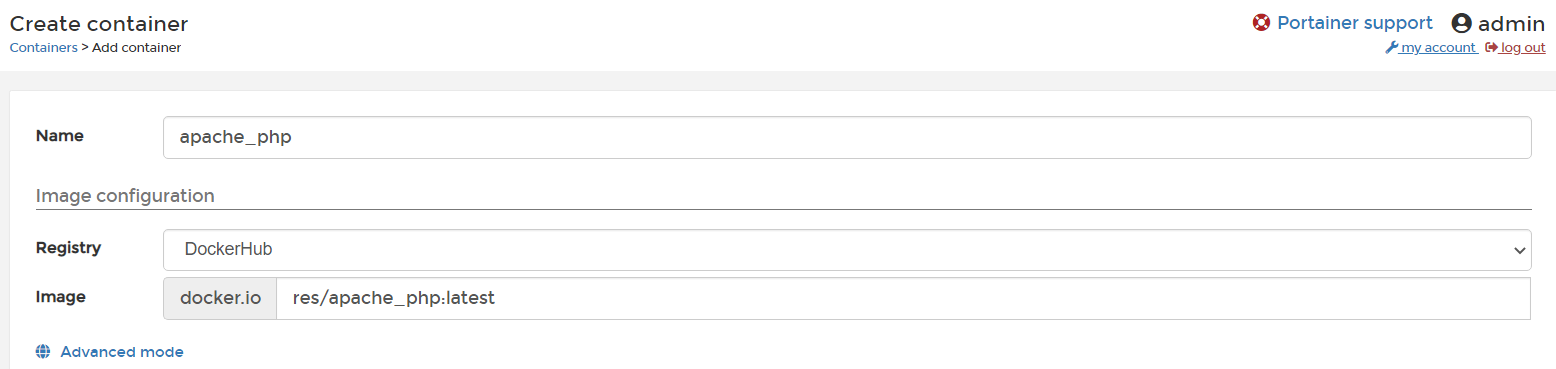 Create container
Portainer support admin
Containers > Add container
my account log out
Name
apache_php
Image configuration
Registry
DockerHub
Image
docker.io res/apache_php:latest
Advanced mode